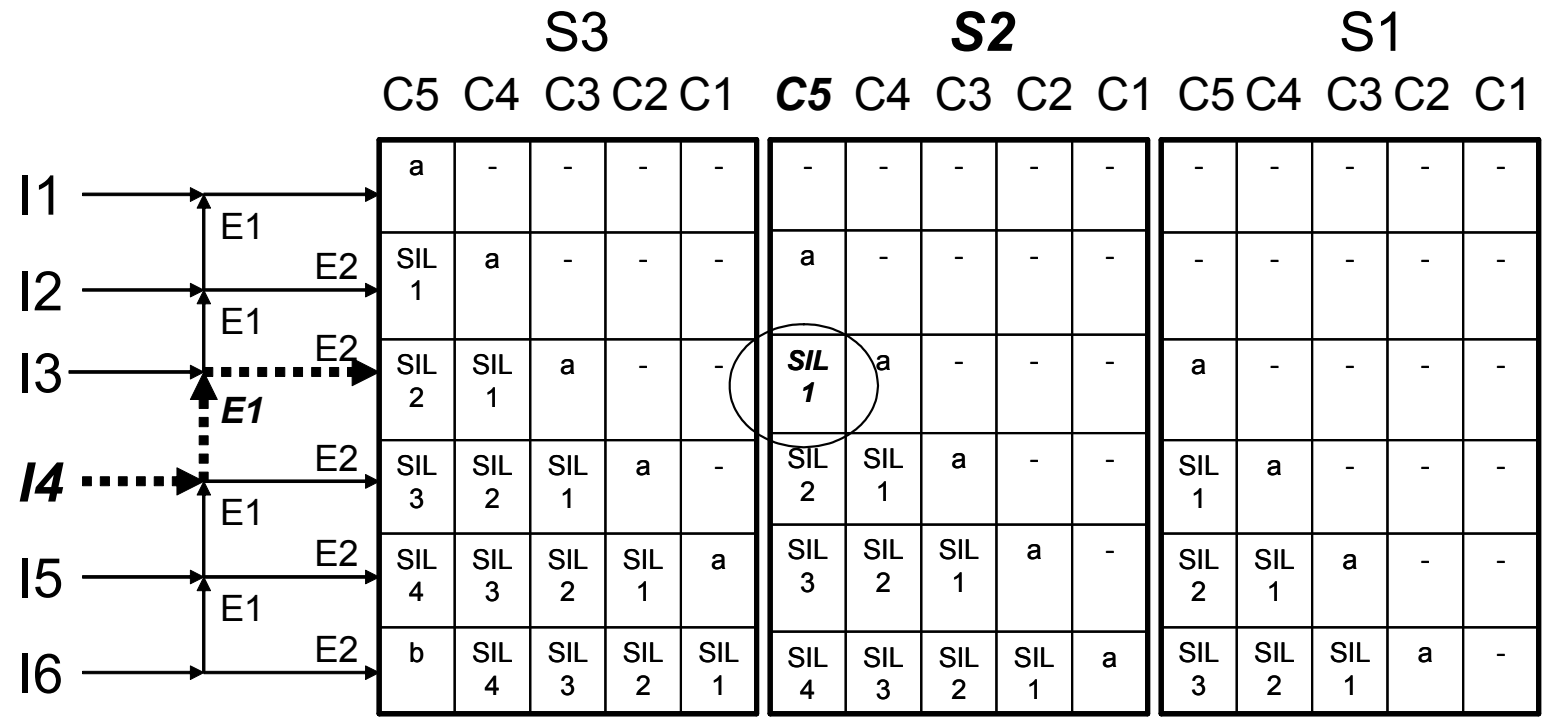 S3 S2 S1
C5 C4 C3 C2 C1 C5 C4 C3 C2 C1 C5 C4 C3 C2 C1
I1 a - - - - - - - - - - - - - -
E1
I2 E2 SIL 1 a - - - a - - - - - - - - -
E1
I3 E2 SIL 2 SIL 1 a - - SIL 1 a - - - a - - - -
E1
I4 E2 SIL 3 SIL 2 SIL 1 a - SIL 2 SIL 1 a - - SIL 1 a - - -
E1
I5 E2 SIL 4 SIL 3 SIL 2 SIL 1 a SIL 3 SIL 2 SIL 1 a - SIL 2 SIL 1 a - -
E1
I6 E2 b SIL 4 SIL 3 SIL 2 SIL 1 SIL 4 SIL 3 SIL 2 SIL 1 a SIL 3 SIL 2 SIL 1 a -